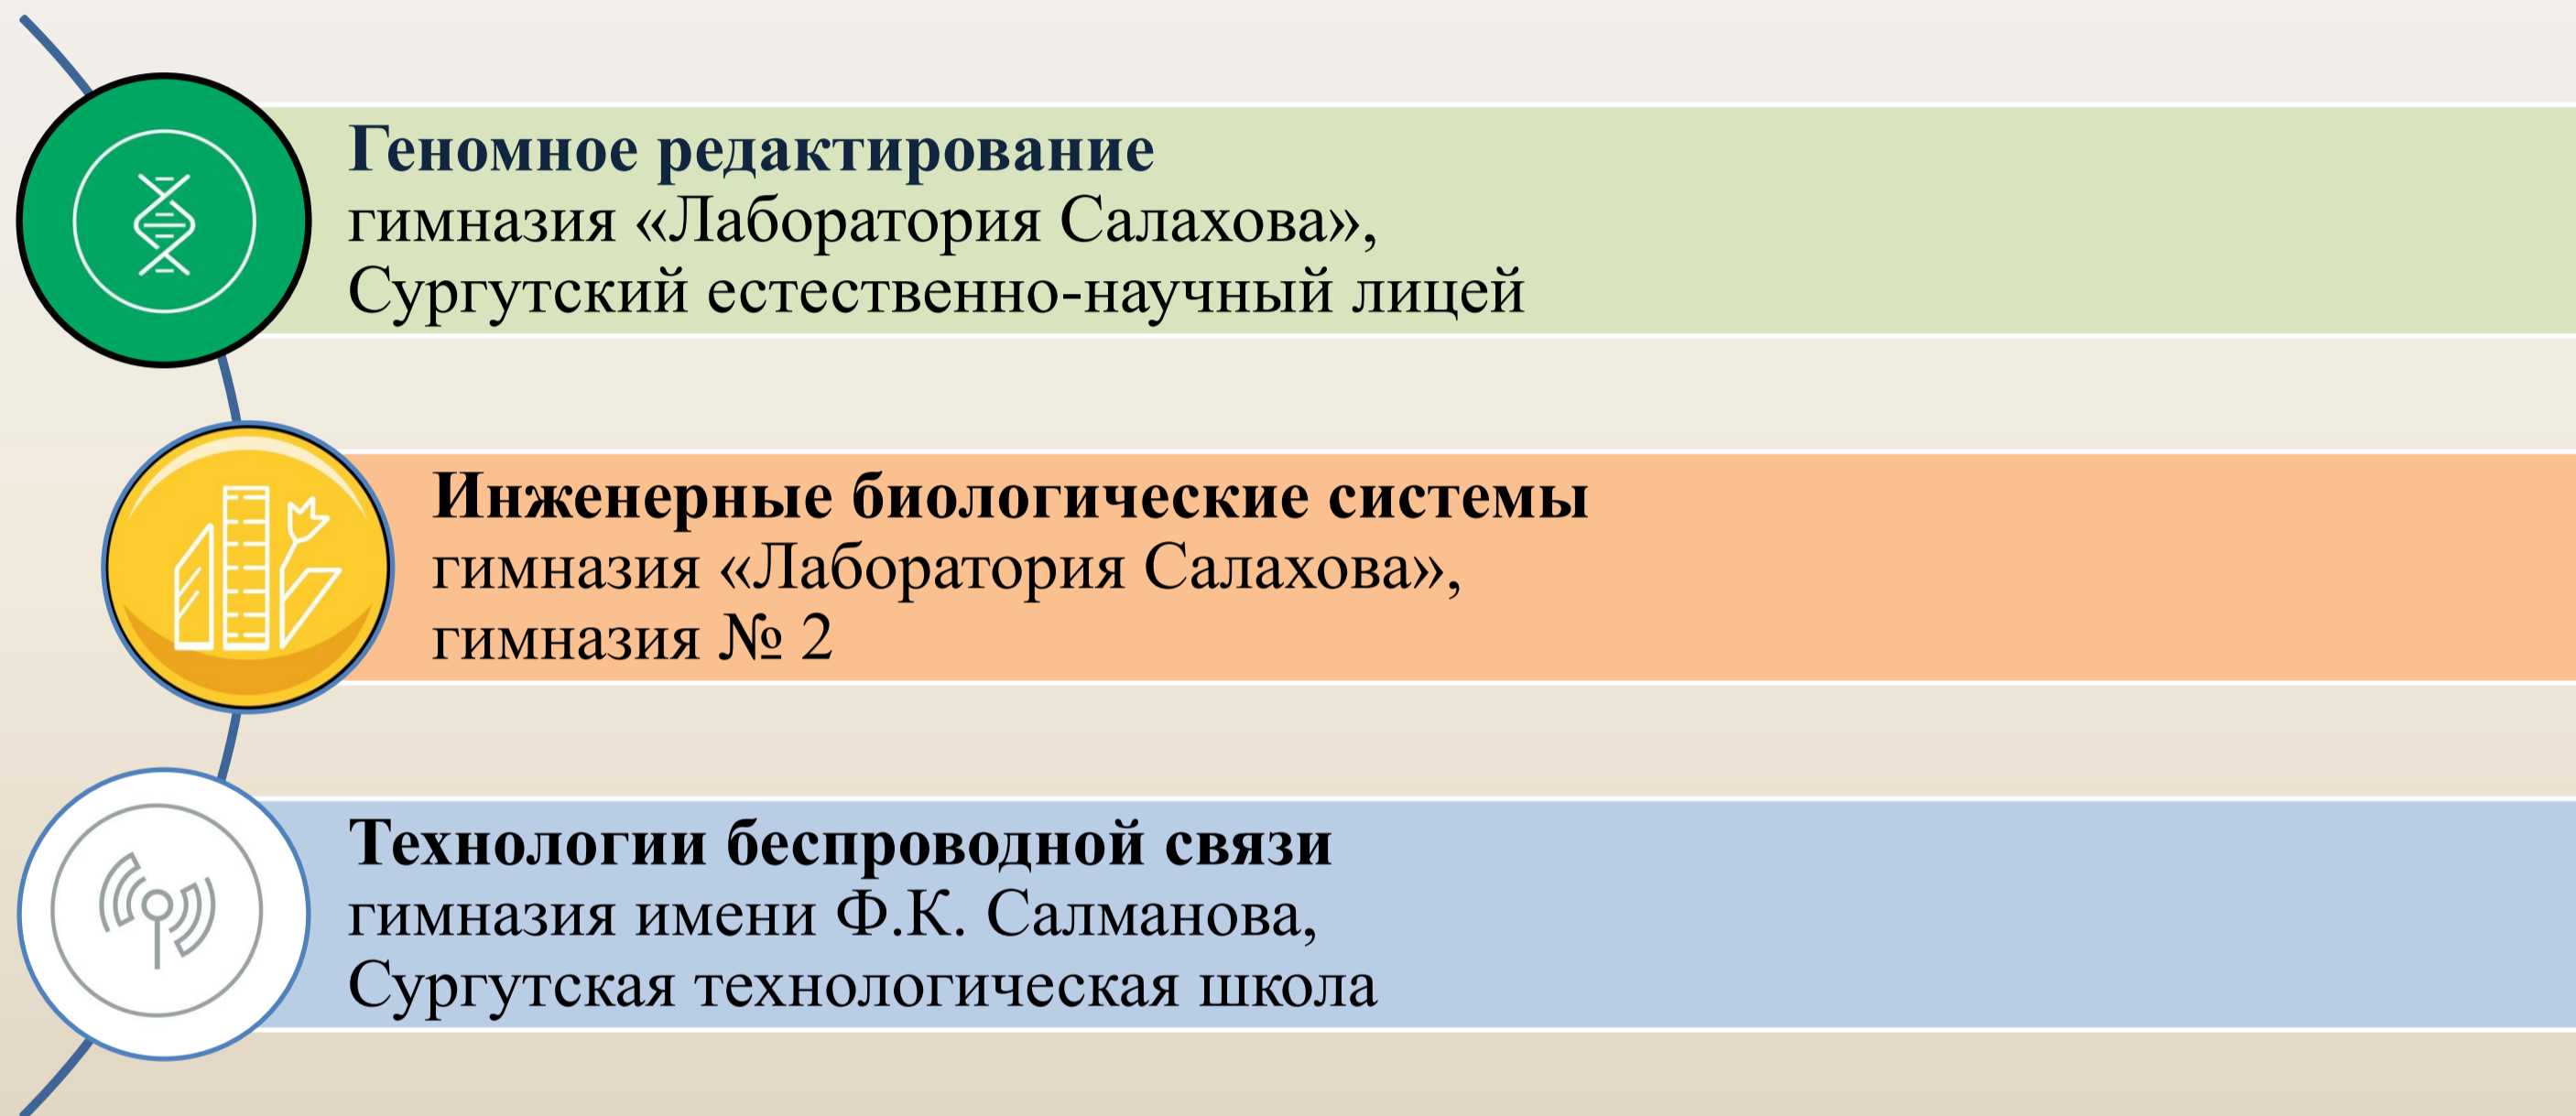 Геномное редактирование
гимназия «Лаборатория Салахова»,
Сургутский естественно-научный лицей
Инженерные биологические системы
гимназия «Лаборатория Салахова»,
гимназия № 2
Технологии беспроводной связи
гимназия имени Ф.К. Салманова,
Сургутская технологическая школа